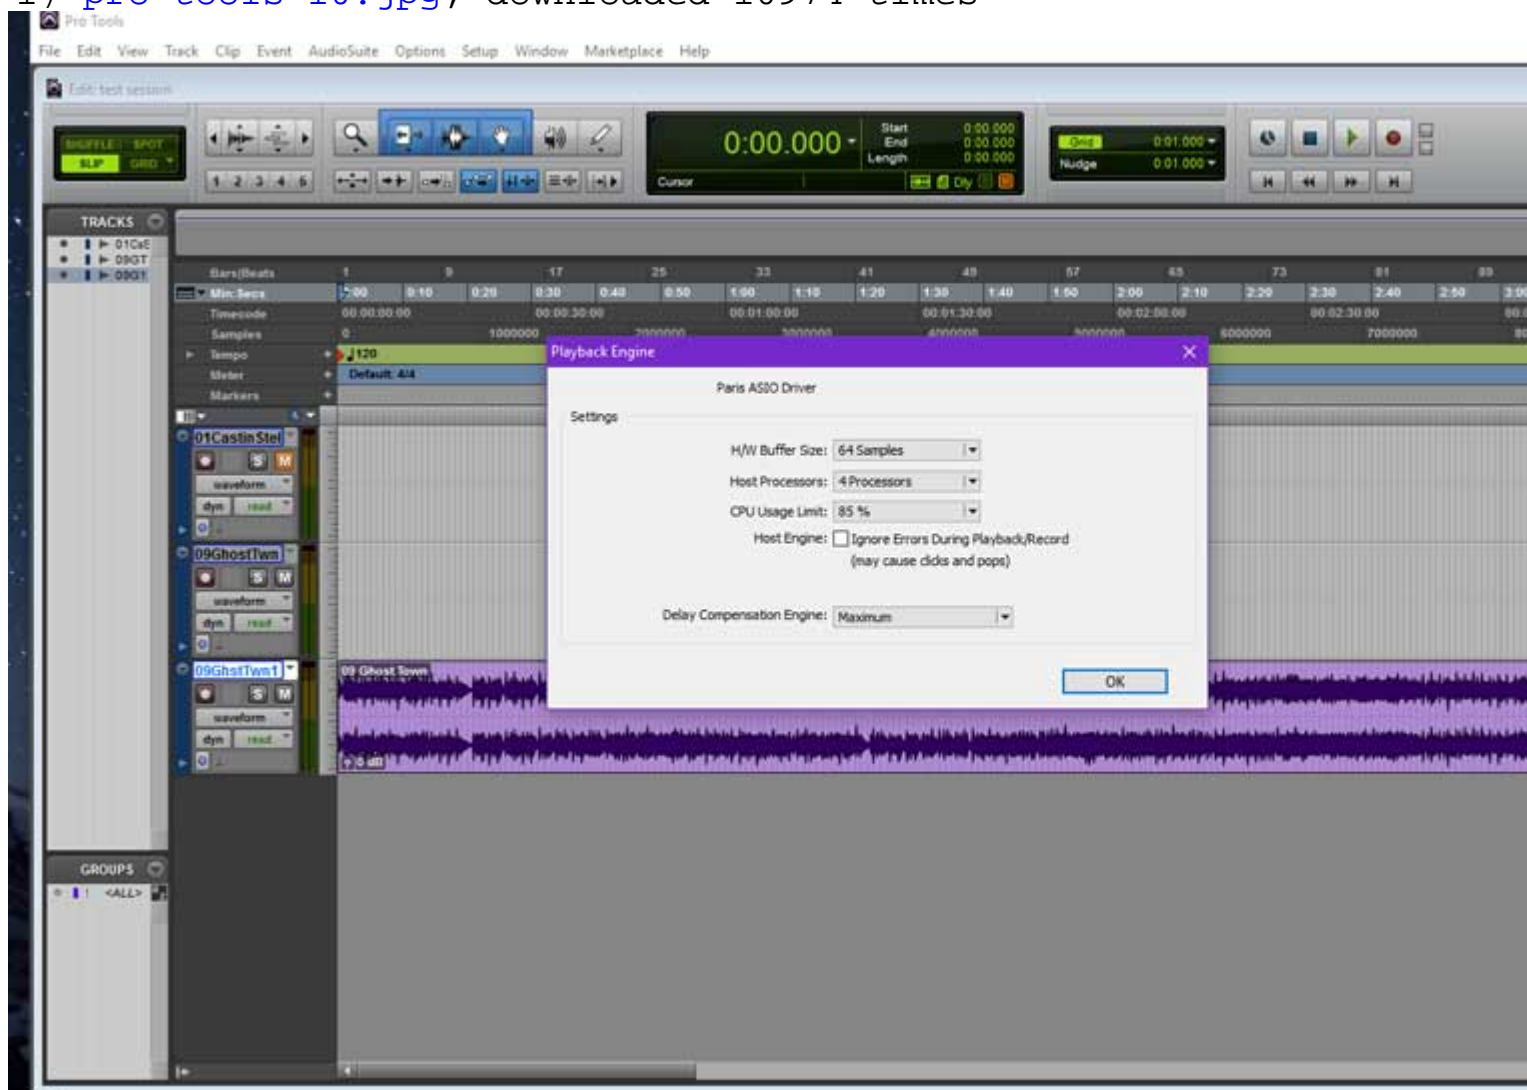 1) pro tools 10.jpg, downloaded 10974 times
Pro Tools
File Edit View Track Clip Event AudioSuite Options Setup Window Marketplace Help
Edit: test session
SHUFFLE SPOT
SLIP GRID
1 2 3 4 5
0:00.000
Start 0:00.000
End 0:00.000
Length 0:00.000
Cursor
Dly
Grid 0:01.000
Nudge 0:01.000
TRACKS
01CaS
09GT
09GT
Bars|Beats 1 9 17 25 33 41 49 57 65 73 81 89
Min:Secs 0:00 0:10 0:20 0:30 0:40 0:50 1:00 1:10 1:20 1:30 1:40 1:50 2:00 2:10 2:20 2:30 2:40 2:50 3:00
Timecode 00:00:00:00 00:00:30:00 00:01:00:00 00:01:30:00 00:02:00:00 00:02:30:00
Samples 0 1000000 2000000 3000000 4000000 5000000 6000000 7000000
Tempo 120
Meter Default: 4/4
Markers
Playback Engine
Paris ASIO Driver
Settings
H/W Buffer Size: 64 Samples
Host Processors: 4 Processors
CPU Usage Limit: 85 %
Host Engine: Ignore Errors During Playback/Record
(may cause clicks and pops)
Delay Compensation Engine: Maximum
OK
01CastinStel
S M
waveform
dyn read
09GhostTwn
S M
waveform
dyn read
09GhstTwn1
S M
waveform
dyn read
09 Ghost Town
0 dB
GROUPS
! <ALL>